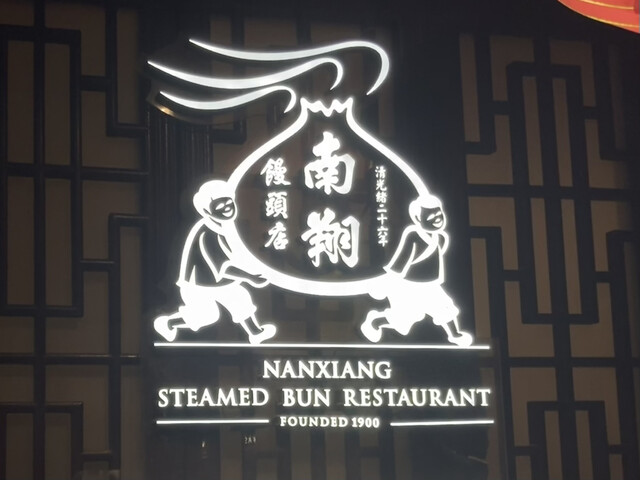 清光緒二十六年
南翔
饅頭店
NANXIANG
STEAMED BUN RESTAURANT
FOUNDED 1900